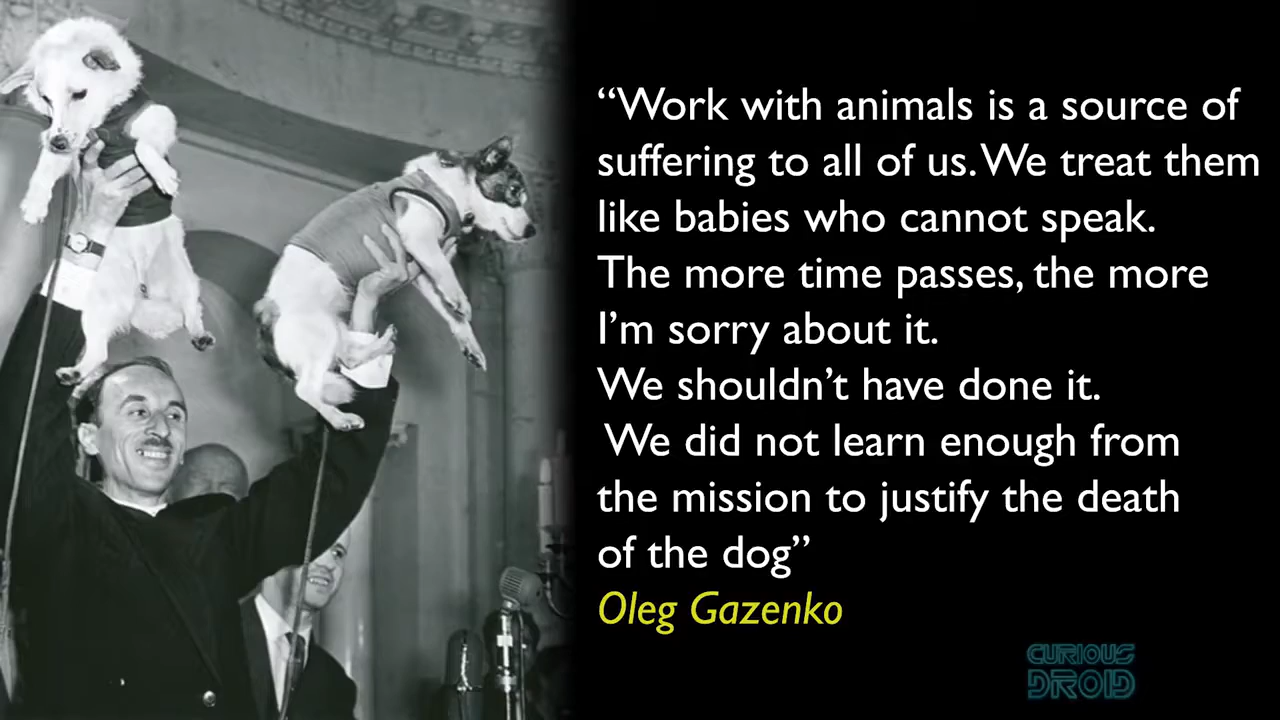 “Work with animals is a source of
suffering to all of us. We treat them
like babies who cannot speak.
The more time passes, the more
I’m sorry about it.
We shouldn’t have done it.
We did not learn enough from
the mission to justify the death
of the dog”
Oleg Gazenko
CURIOUS
DROID